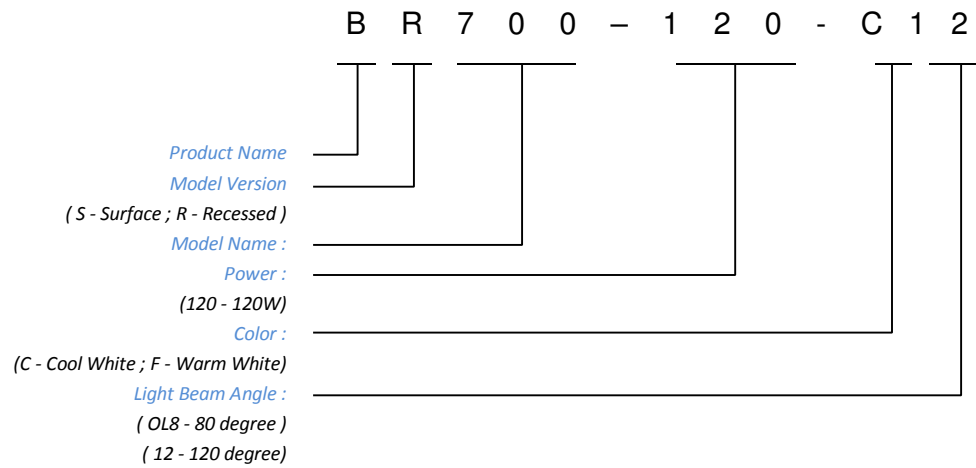 B R 7 0 0 – 1 2 0 - C 1 2
Product Name
Model Version
( S - Surface ; R - Recessed )
Model Name :
Power :
(120 - 120W)
Color :
(C - Cool White ; F - Warm White)
Light Beam Angle :
( OL8 - 80 degree )
( 12 - 120 degree)